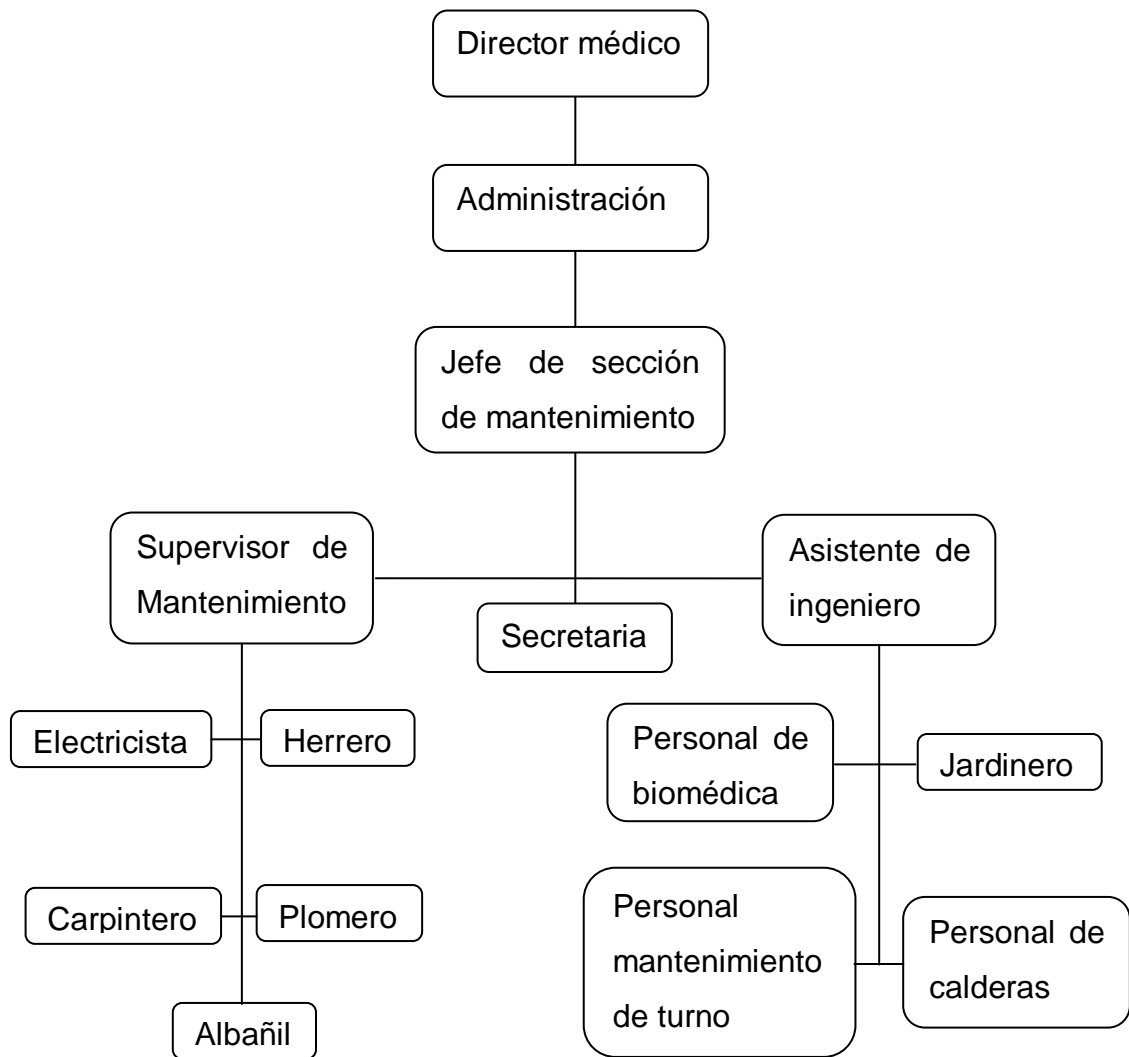 Director médico
Administración
Jefe de sección
de mantenimiento
Supervisor de
Mantenimiento
Secretaria
Asistente de
ingeniero
Electricista
Herrero
Personal de
biomédica
Jardinero
Carpintero
Plomero
Personal
mantenimiento
de turno
Personal de
calderas
Albañil